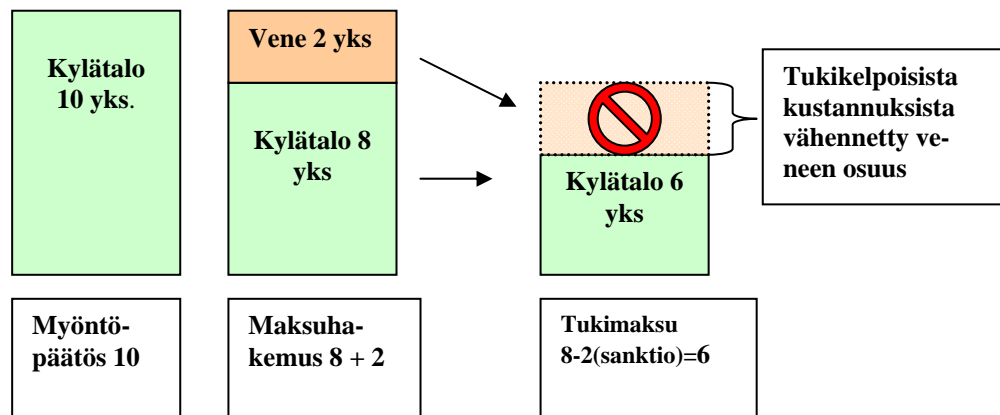 Kylätalo
10 yks.
Vene 2 yks
Kylätalo 8
yks
Kylätalo 6
yks
Tukikelpoisista
kustannuksista
vähennetty ve-
neen osuus
Myöntö-
päätös 10
Maksuha-
kemus 8 + 2
Tukimaksu
8-2(sanktio)=6